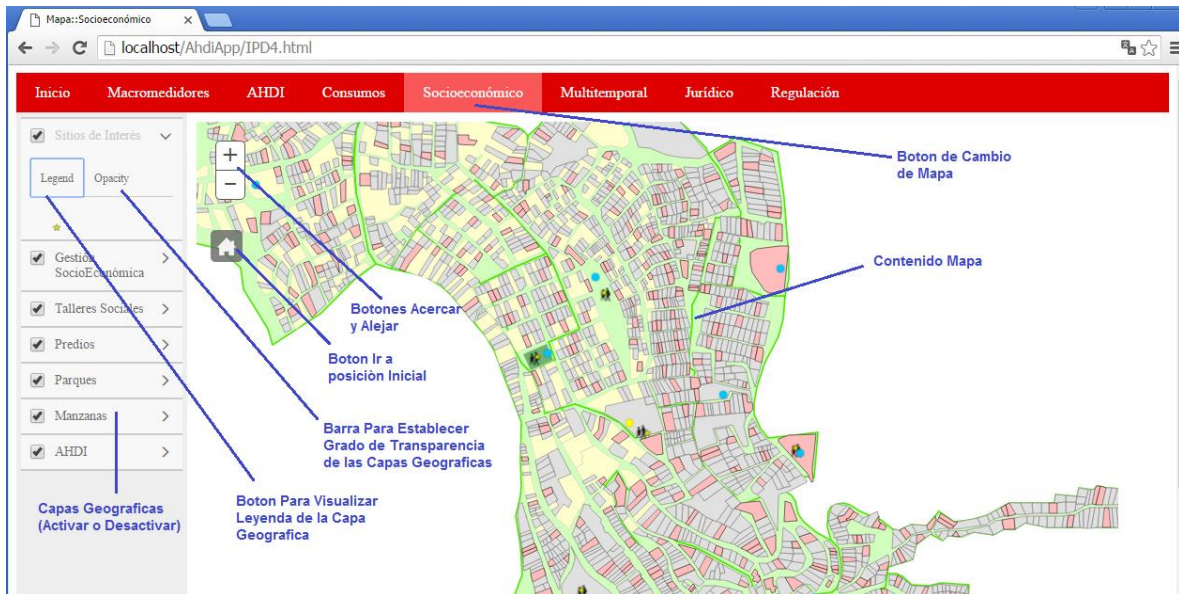 Mapa::Socioeconómico
localhost/AhdiApp/IPD4.html
Inicio Macromedidores AHDI Consumos Socioeconómico Multitemporal Jurídico Regulación
Sitios de Interés
Legend Opacity
Gestión
SocioEconómica
Talleres Sociales
Predios
Parques
Manzanas
AHDI
+
−
Boton de Cambio
de Mapa
Contenido Mapa
Botones Acercar
y Alejar
Boton Ir a
posiciòn Inicial
Barra Para Establecer
Grado de Transparencia
de las Capas Geograficas
Boton Para Visualizar
Leyenda de la Capa
Geografica
Capas Geograficas
(Activar o Desactivar)